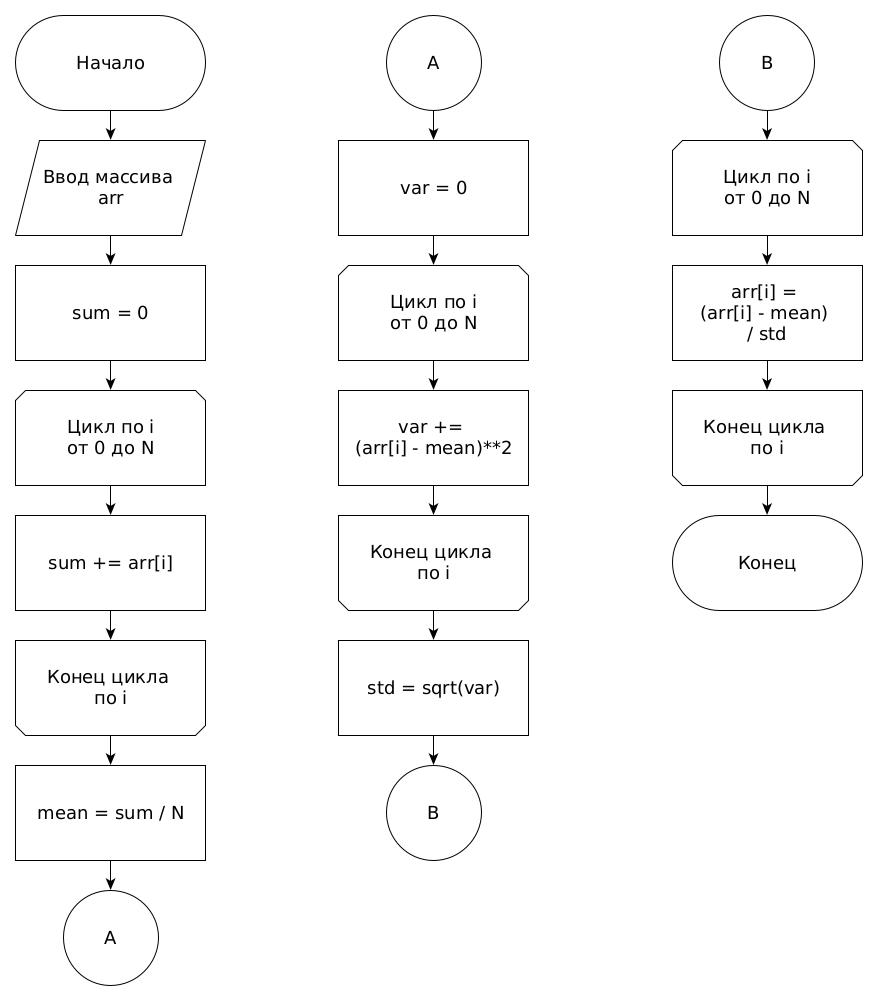 Начало
Ввод массива
arr
sum = 0
Цикл по i
от 0 до N
sum += arr[i]
Конец цикла
по i
mean = sum / N
A
A
var = 0
Цикл по i
от 0 до N
var +=
(arr[i] - mean)**2
Конец цикла
по i
std = sqrt(var)
B
B
Цикл по i
от 0 до N
arr[i] =
(arr[i] - mean)
/ std
Конец цикла
по i
Конец